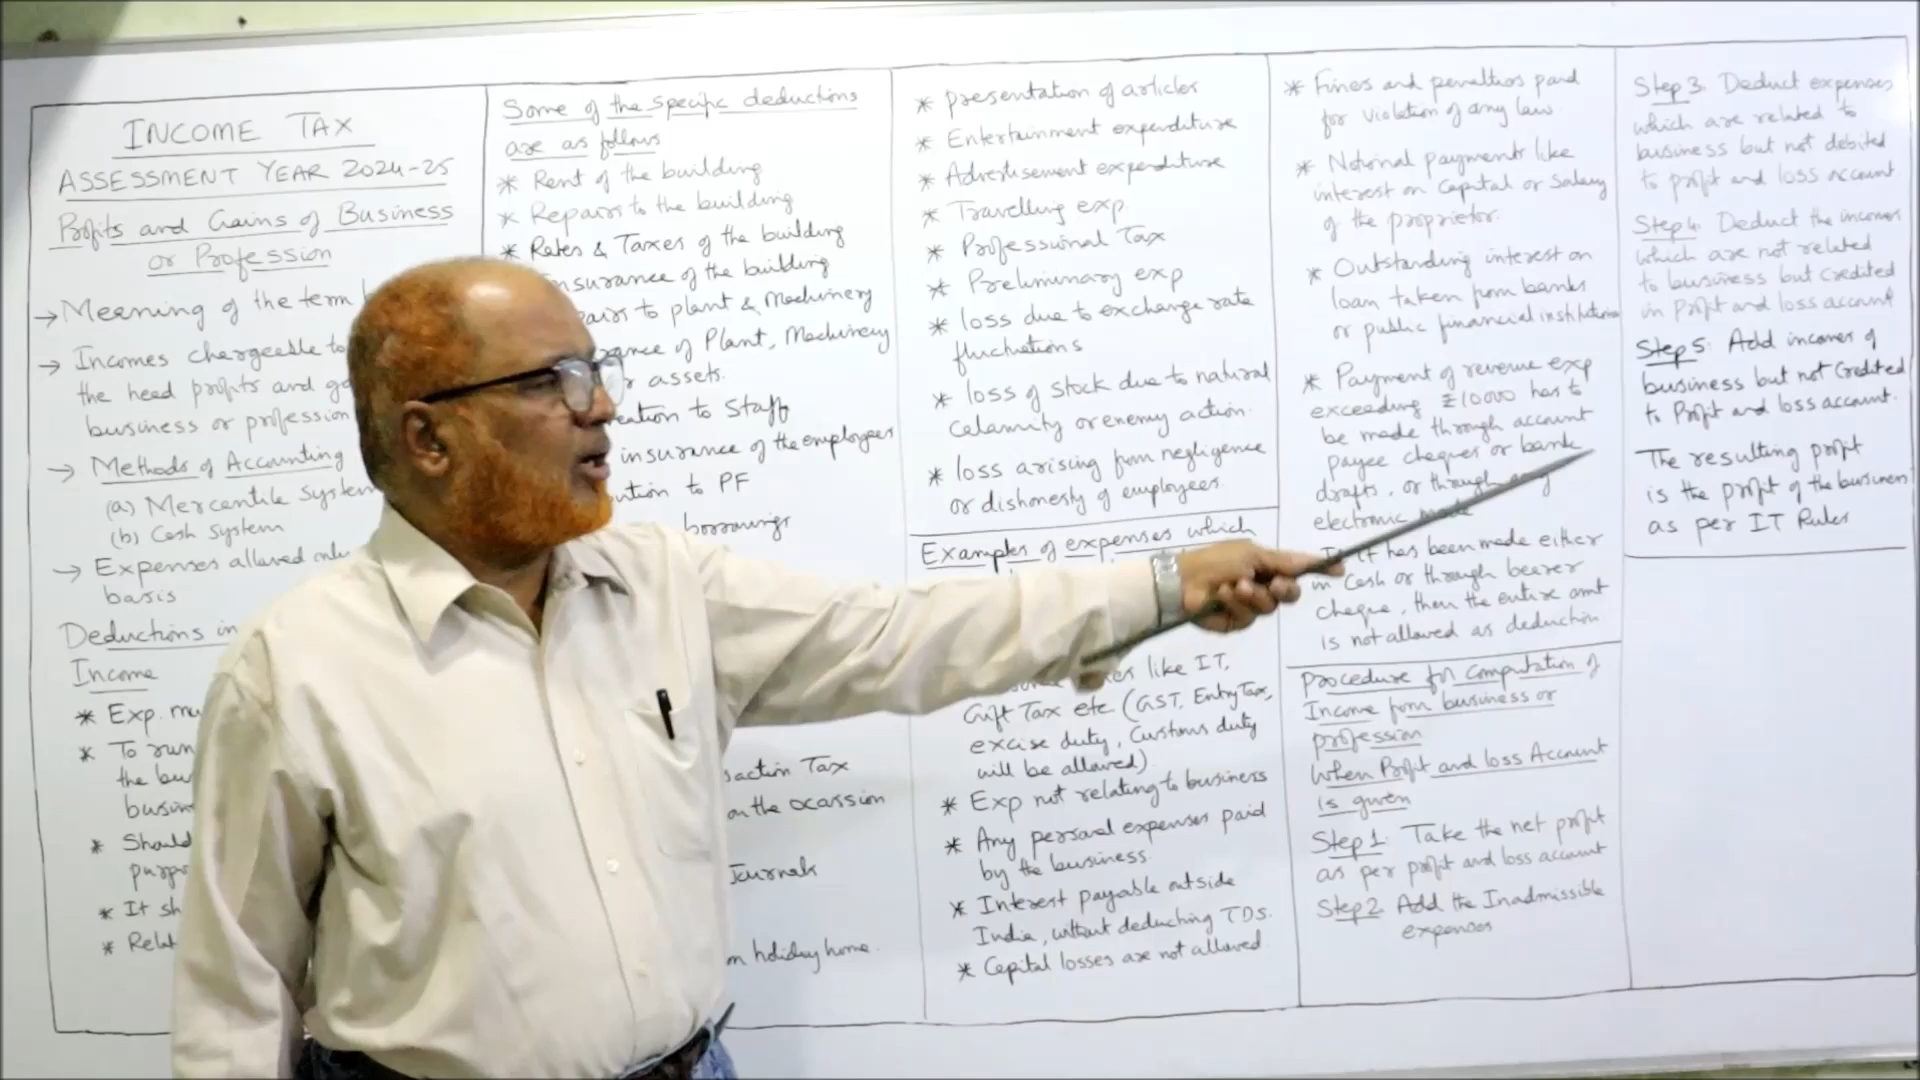 INCOME TAX
ASSESSMENT YEAR 2024-25
Profits and Gains of Business
or Profession
→ Meaning of the term
→ Incomes chargeable to
the head profits and
business or profession
→ Methods of Accounting
(a) Mercantile System
(b) Cash system
→ Expenses allowed only
basis
Deductions in
Income
* Exp.
* To run
the
* Should
* It
*
Some of the specific deductions
are as follows
* Rent of the building
* Repairs to the building
* Rates & Taxes of the building
insurance of the building
to plant & Machinery
of Plant, Machinery
assets.
to Staff
insurance of the employees
to PF
borrowings
Tax
on the ocassion
Journals
holiday home.
* presentation of articles
* Entertainment expenditure
* Advertisement expenditure
* Travelling exp
* Professional Tax
* Preliminary exp
* loss due to exchange rate
fluctuations
* loss of stock due to natural
calamity or enemy action.
* loss arising from negligence
or dishonesty of employees.
Examples of expenses which
like IT,
Gift Tax etc (GST, Entry Tax,
excise duty, Customs duty
will be allowed).
* Exp not relating to business
* Any personal expenses paid
by the business.
* Interest payable outside
India, without deducting TDS.
* Capital losses are not allowed
* Fines and penalties paid
for violation of any law
* Notional payments like
interest on Capital or Salary
of the proprietor.
* Outstanding interest on
loan taken from banks
or public financial institutions
* Payment of revenue exp
exceeding ₹10000 has to
be made through account
payee cheques or bank
drafts, or through any
electronic
If it has been made either
in Cash or through bearer
cheque, then the entire amt
is not allowed as deduction.
Procedure for Computation of
Income from business or
profession
When Profit and loss Account
is given
Step 1: Take the net profit
as per profit and loss account
Step 2 Add the Inadmissible
expenses
Step 3: Deduct expenses
which are related to
business but not debited
to profit and loss account
Step 4: Deduct the incomes
which are not related
to business but credited
in Profit and loss account
Step 5: Add incomes of
business but not credited
to Profit and loss account.
The resulting profit
is the profit of the business
as per IT Rules